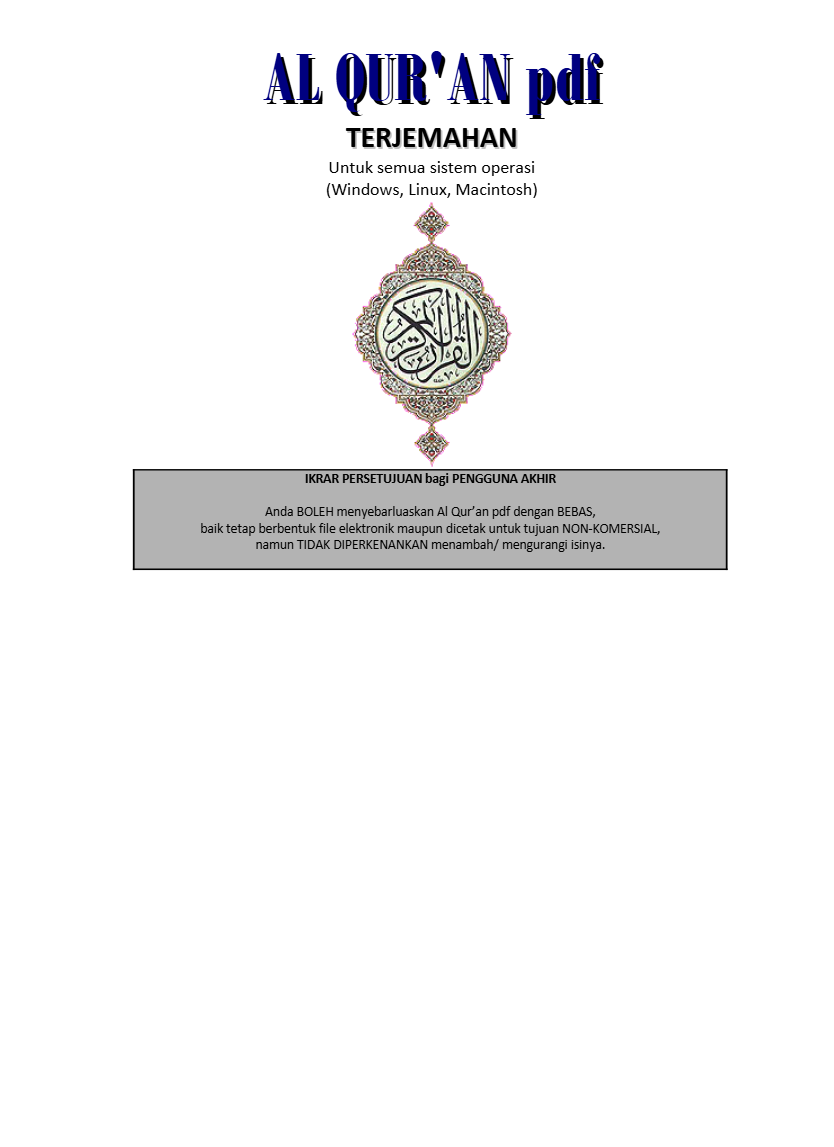 AL QUR'AN pdf
TERJEMAHAN
Untuk semua sistem operasi
(Windows, Linux, Macintosh)
القرآن الكريم
IKRAR PERSETUJUAN bagi PENGGUNA AKHIR
Anda BOLEH menyebarluaskan Al Qur’an pdf dengan BEBAS,
baik tetap berbentuk file elektronik maupun dicetak untuk tujuan NON-KOMERSIAL,
namun TIDAK DIPERKENANKAN menambah/ mengurangi isinya.